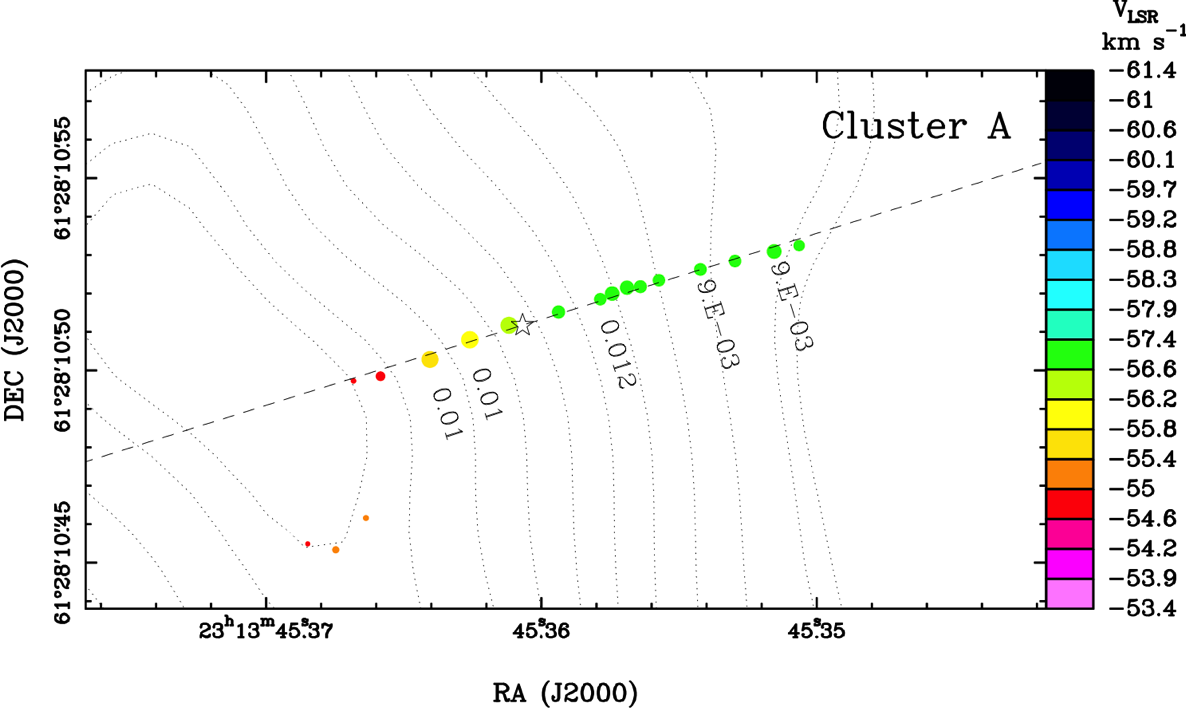 V_LSR
km s⁻¹
Cluster A
−61.4
−61
−60.6
−60.1
−59.7
−59.2
−58.8
−58.3
−57.9
−57.4
−56.6
−56.2
−55.8
−55.4
−55
−54.6
−54.2
−53.9
−53.4
DEC (J2000)
61°28'10."55
61°28'10."50
61°28'10."45
0.01
0.01
0.012
9.E−03
9.E−03
23ʰ13ᵐ45ˢ.37
45ˢ.36
45ˢ.35
RA (J2000)